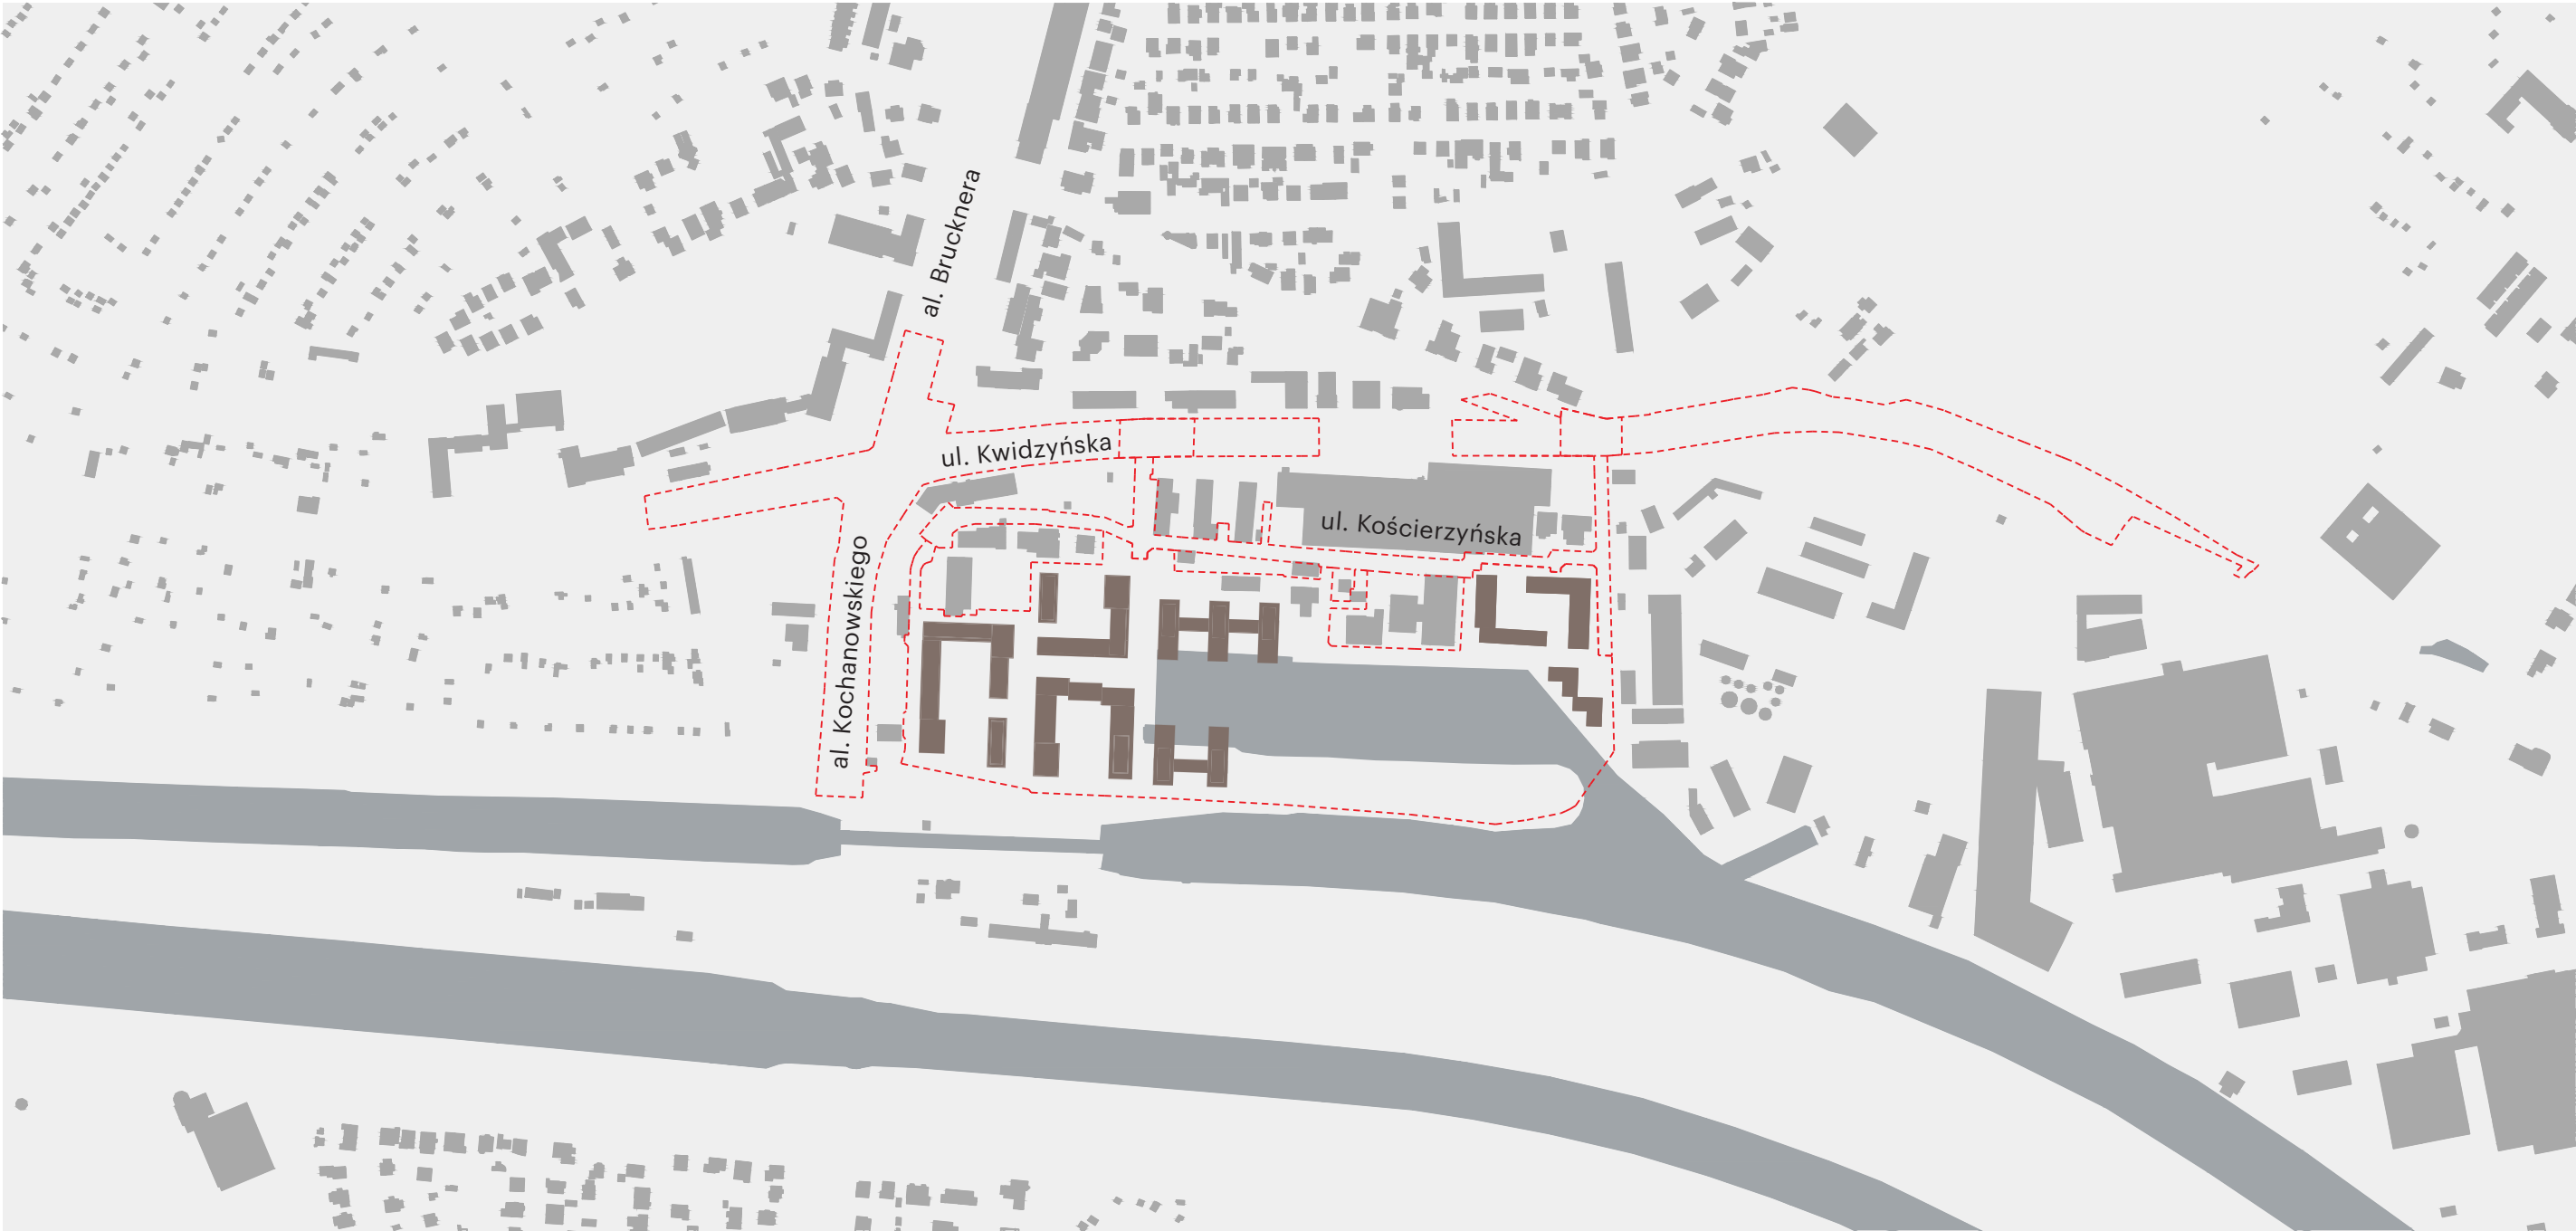 al. Brucknera
ul. Kwidzyńska
ul. Kościerzyńska
al. Kochanowskiego